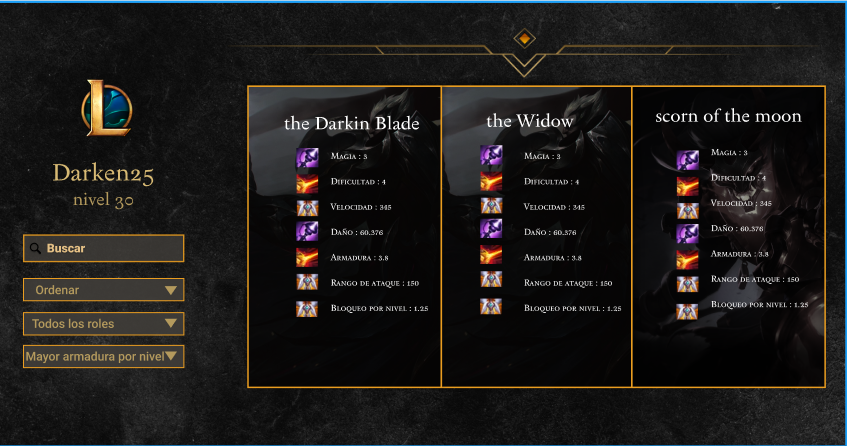 Darken25
nivel 30
Buscar
Ordenar
Todos los roles
Mayor armadura por nivel
the Darkin Blade
Magia : 3
Dificultad : 4
Velocidad : 345
Daño : 60.376
Armadura : 3.8
Rango de ataque : 150
Bloqueo por nivel : 1.25
the Widow
Magia : 3
Dificultad : 4
Velocidad : 345
Daño : 60.376
Armadura : 3.8
Rango de ataque : 150
Bloqueo por nivel : 1.25
scorn of the moon
Magia : 3
Dificultad : 4
Velocidad : 345
Daño : 60.376
Armadura : 3.8
Rango de ataque : 150
Bloqueo por nivel : 1.25